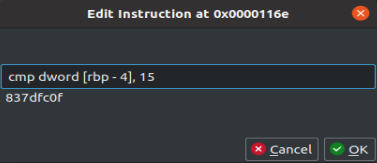 Edit Instruction at 0x0000116e
cmp dword [rbp - 4], 15
837dfc0f
Cancel
OK